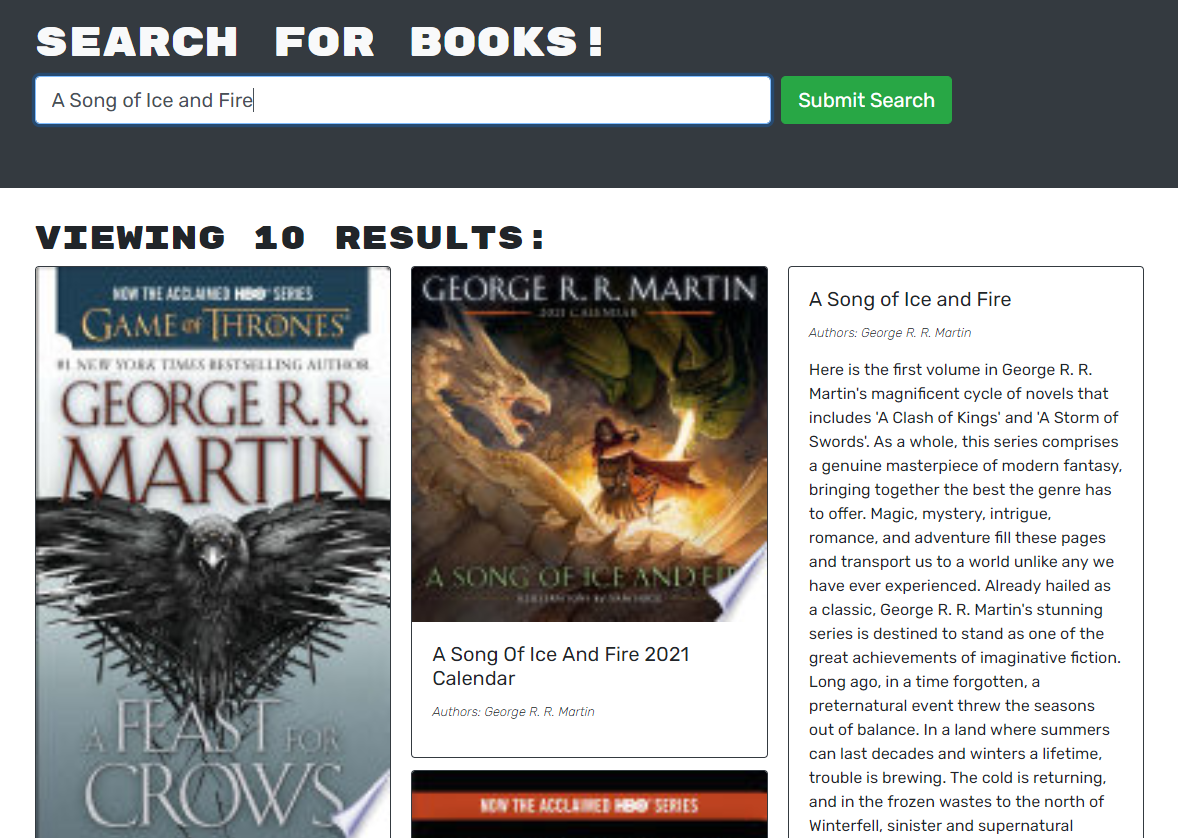 SEARCH FOR BOOKS!
A Song of Ice and Fire
Submit Search
VIEWING 10 RESULTS:
NOW THE ACCLAIMED HBO SERIES
GAME OF THRONES
#1 NEW YORK TIMES BESTSELLING AUTHOR
GEORGE R. R.
MARTIN
A FEAST FOR
CROWS
GEORGE R. R. MARTIN
2021 CALENDAR
A SONG OF ICE AND
A Song Of Ice And Fire 2021
Calendar
Authors: George R. R. Martin
NOW THE ACCLAIMED HBO SERIES
A Song of Ice and Fire
Authors: George R. R. Martin
Here is the first volume in George R. R.
Martin's magnificent cycle of novels that
includes 'A Clash of Kings' and 'A Storm of
Swords'. As a whole, this series comprises
a genuine masterpiece of modern fantasy,
bringing together the best the genre has
to offer. Magic, mystery, intrigue,
romance, and adventure fill these pages
and transport us to a world unlike any we
have ever experienced. Already hailed as
a classic, George R. R. Martin's stunning
series is destined to stand as one of the
great achievements of imaginative fiction.
Long ago, in a time forgotten, a
preternatural event threw the seasons
out of balance. In a land where summers
can last decades and winters a lifetime,
trouble is brewing. The cold is returning,
and in the frozen wastes to the north of
Winterfell, sinister and supernatural